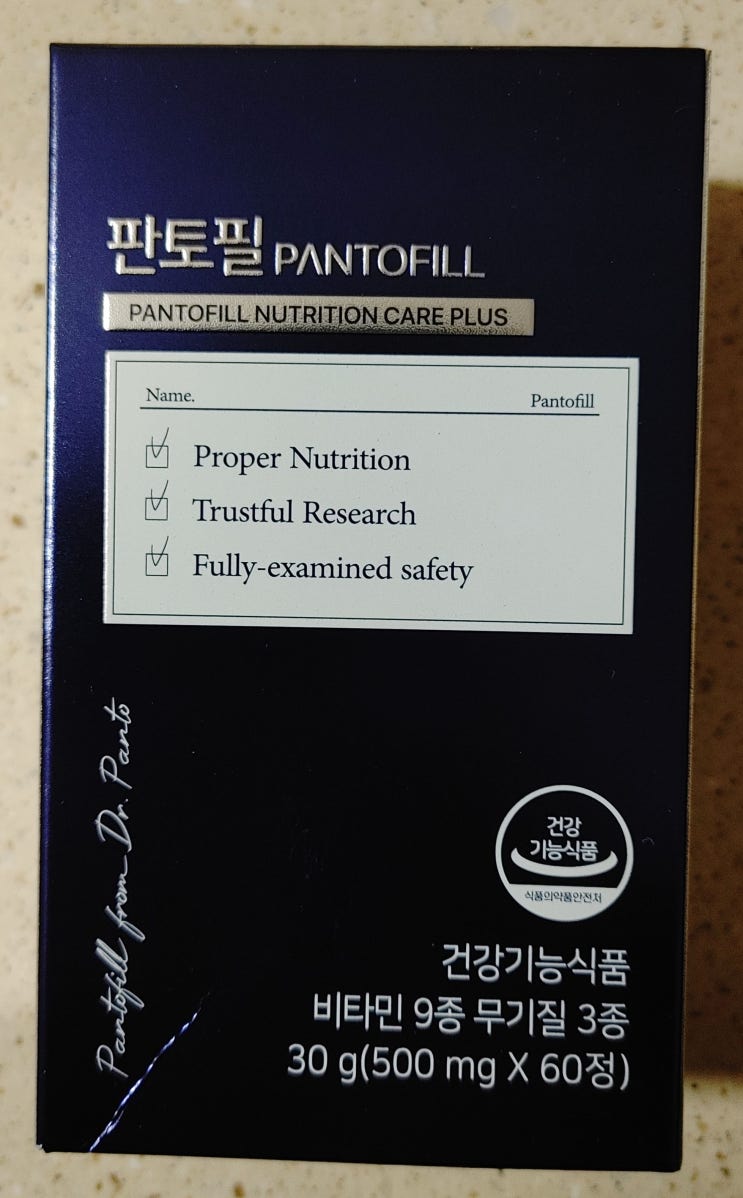 판토필 PANTOFILL
PANTOFILL NUTRITION CARE PLUS
Name. Pantofill
Proper Nutrition
Trustful Research
Fully-examined safety
Pantofill from Dr. Panto
건강
기능식품
식품의약품안전처
건강기능식품
비타민 9종 무기질 3종
30 g(500 mg X 60정)